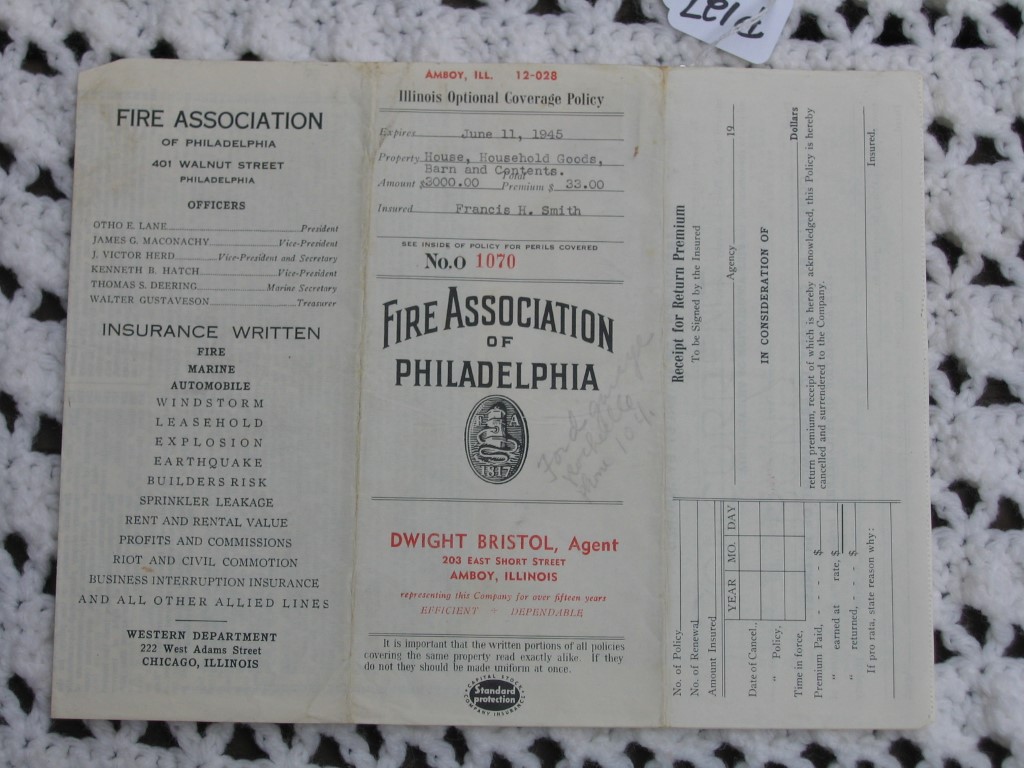 FIRE ASSOCIATION
OF PHILADELPHIA
401 WALNUT STREET
PHILADELPHIA
OFFICERS
OTHO E. LANE President
JAMES G. MACONACHY Vice-President
J. VICTOR HERD Vice-President and Secretary
KENNETH B. HATCH Vice-President
THOMAS S. DEERING Marine Secretary
WALTER GUSTAVESON Treasurer
INSURANCE WRITTEN
FIRE
MARINE
AUTOMOBILE
WINDSTORM
LEASEHOLD
EXPLOSION
EARTHQUAKE
BUILDERS RISK
SPRINKLER LEAKAGE
RENT AND RENTAL VALUE
PROFITS AND COMMISSIONS
RIOT AND CIVIL COMMOTION
BUSINESS INTERRUPTION INSURANCE
AND ALL OTHER ALLIED LINES
WESTERN DEPARTMENT
222 West Adams Street
CHICAGO, ILLINOIS
AMBOY, ILL. 12-028
Illinois Optional Coverage Policy
Expires June 11, 1945
Property House, Household Goods,
Barn and Contents.
Amount $3000.00 Total Premium $ 33.00
Insured Francis H. Smith
SEE INSIDE OF POLICY FOR PERILS COVERED
No.O 1070
FIRE ASSOCIATION
OF
PHILADELPHIA
F A
1817
DWIGHT BRISTOL, Agent
203 EAST SHORT STREET
AMBOY, ILLINOIS
representing this Company for over fifteen years
EFFICIENT - DEPENDABLE
It is important that the written portions of all policies
covering the same property read exactly alike. If they
do not they should be made uniform at once.
CAPITAL STOCK
Standard
protection
COMPANY INSURANCE
Receipt for Return Premium
To be Signed by the Insured
Agency 19
IN CONSIDERATION OF
Dollars
return premium, receipt of which is hereby acknowledged, this Policy is hereby
cancelled and surrendered to the Company.
Insured.
No. of Policy
No. of Renewal
Amount Insured
YEAR MO. DAY
Date of Cancel.,
" Policy,
Time in force,
Premium Paid, - - - $
" earned at rate, $
" returned, - - $
If pro rata, state reason why: